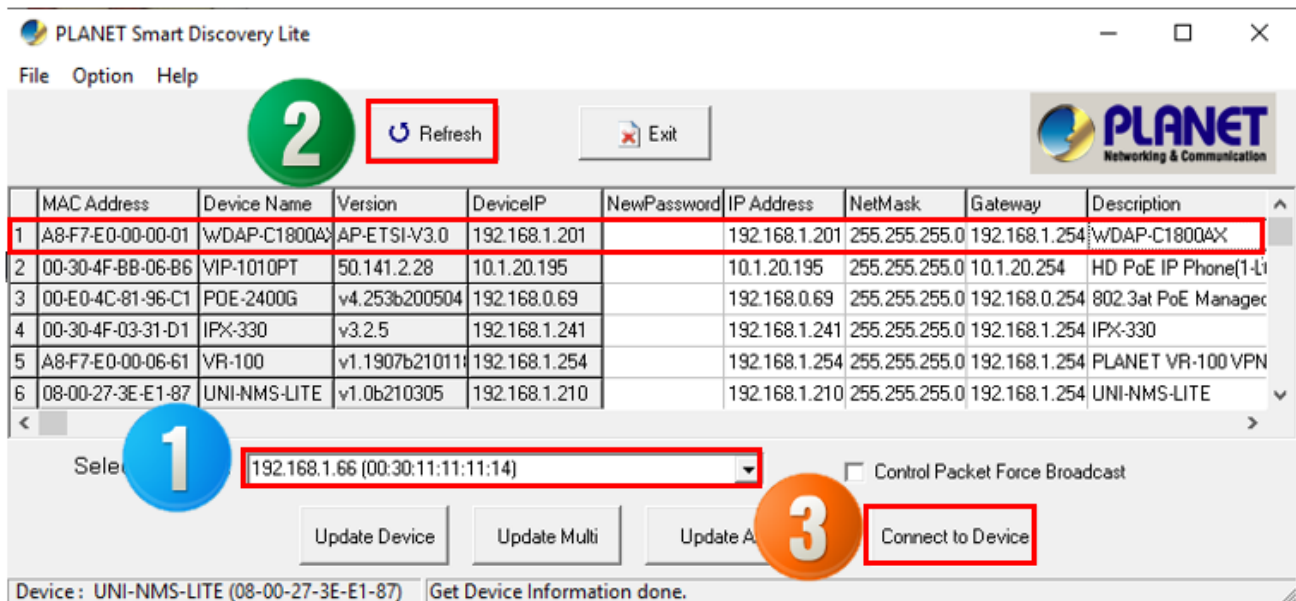 PLANET Smart Discovery Lite
File Option Help
2
Refresh
Exit
PLANET
Networking & Communication
MAC Address Device Name Version DeviceIP NewPassword IP Address NetMask Gateway Description
1 A8-F7-E0-00-00-01 WDAP-C1800AX AP-ETSI-V3.0 192.168.1.201 192.168.1.201 255.255.255.0 192.168.1.254 WDAP-C1800AX
2 00-30-4F-BB-06-B6 VIP-1010PT 50.141.2.28 10.1.20.195 10.1.20.195 255.255.255.0 10.1.20.254 HD PoE IP Phone(1-Li
3 00-E0-4C-81-96-C1 POE-2400G v4.253b200504 192.168.0.69 192.168.0.69 255.255.255.0 192.168.0.254 802.3at PoE Managed
4 00-30-4F-03-31-D1 IPX-330 v3.2.5 192.168.1.241 192.168.1.241 255.255.255.0 192.168.1.254 IPX-330
5 A8-F7-E0-00-06-61 VR-100 v1.1907b21011 192.168.1.254 192.168.1.254 255.255.255.0 192.168.1.254 PLANET VR-100 VPN
6 08-00-27-3E-E1-87 UNI-NMS-LITE v1.0b210305 192.168.1.210 192.168.1.210 255.255.255.0 192.168.1.254 UNI-NMS-LITE
Sele 1 192.168.1.66 (00:30:11:11:11:14) Control Packet Force Broadcast
Update Device Update Multi Update A 3 Connect to Device
Device : UNI-NMS-LITE (08-00-27-3E-E1-87) Get Device Information done.